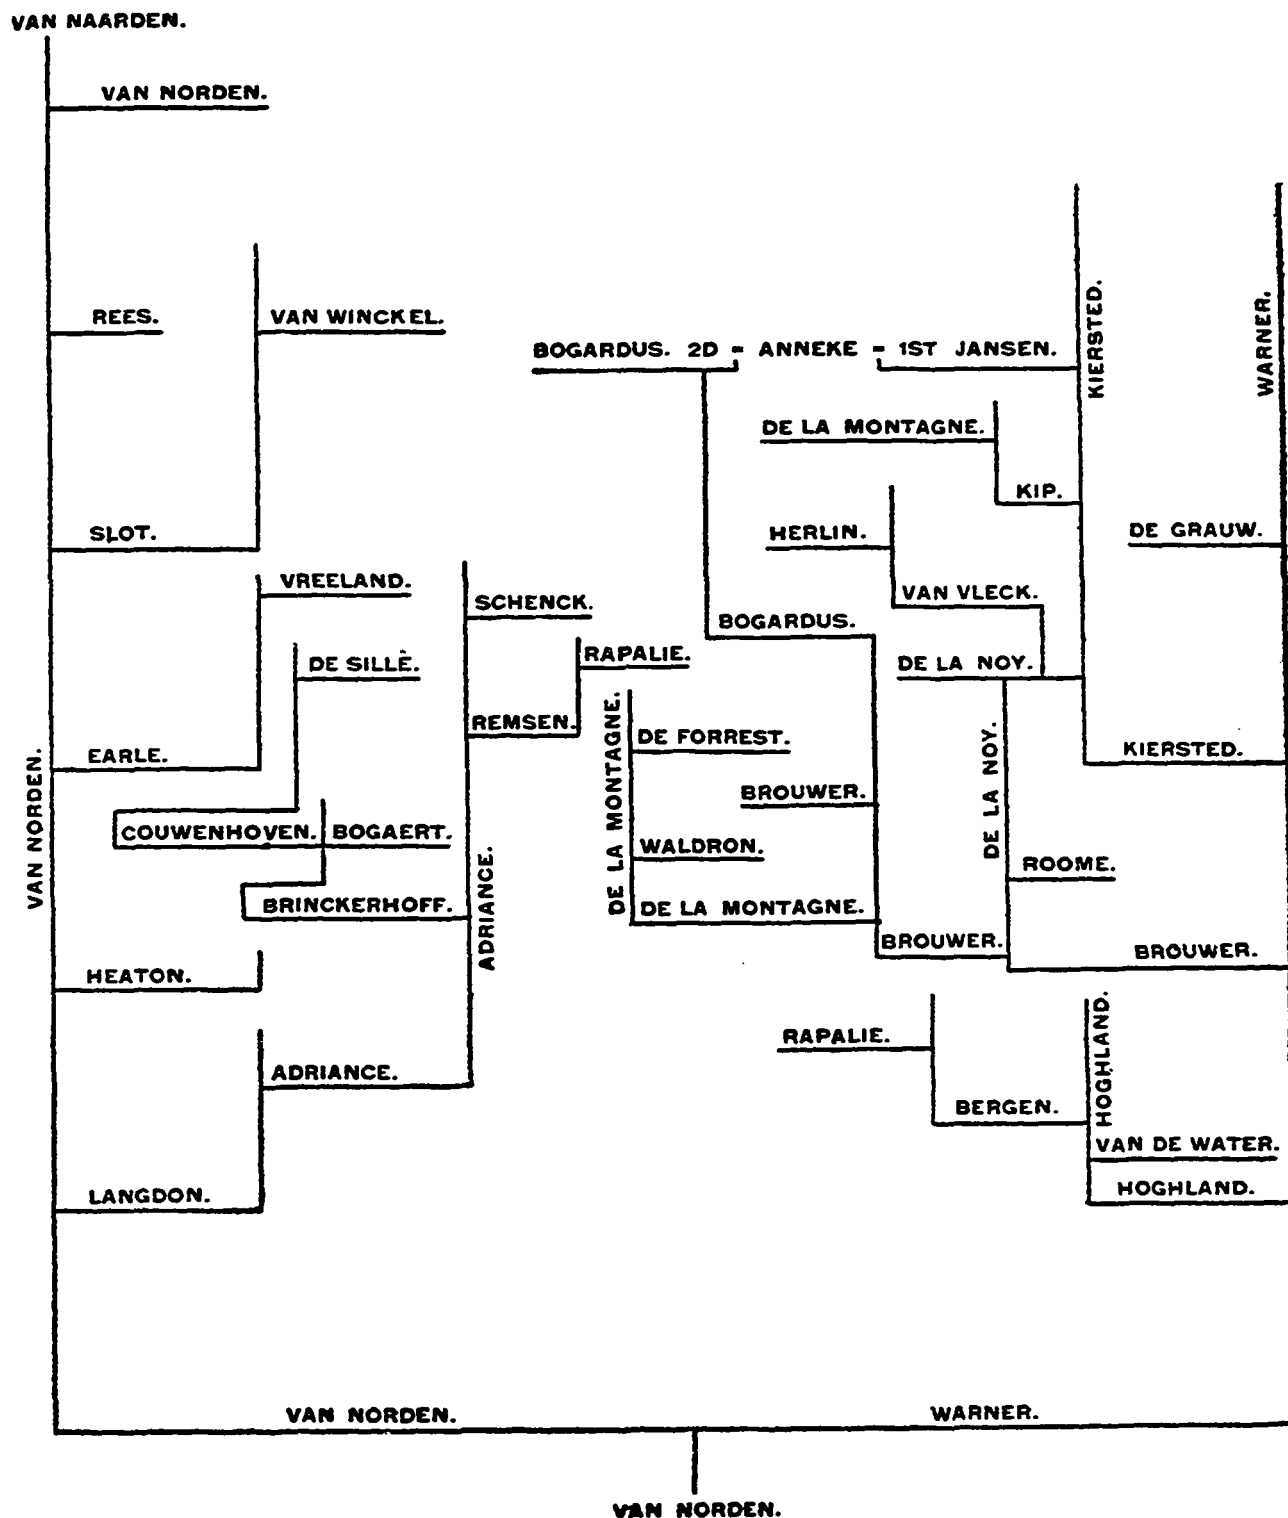 VAN NAARDEN.
VAN NORDEN.
REES.
VAN WINCKEL.
KIERSTED.
WARNER.
BOGARDUS. 2D - ANNEKE - 1ST JANSEN.
DE LA MONTAGNE.
KIP.
SLOT.
HERLIN.
DE GRAUW.
VREELAND.
SCHENCK.
VAN VLECK.
BOGARDUS.
RAPALIE.
DE SILLÈ.
DE LA NOY.
REMSEN.
DE LA MONTAGNE.
DE FORREST.
DE LA NOY.
KIERSTED.
EARLE.
VAN NORDEN.
BROUWER.
COUWENHOVEN.
BOGAERT.
WALDRON.
ROOME.
BRINCKERHOFF.
ADRIANCE.
DE LA MONTAGNE.
BROUWER.
BROUWER.
HEATON.
RAPALIE.
HOGHLAND.
ADRIANCE.
BERGEN.
VAN DE WATER.
LANGDON.
HOGHLAND.
VAN NORDEN.
WARNER.
VAN NORDEN.